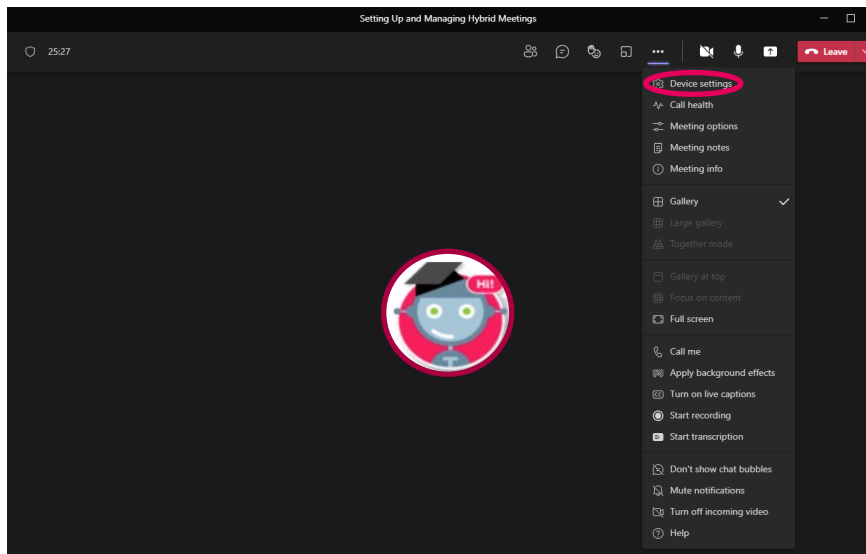 Setting Up and Managing Hybrid Meetings
25:27
Leave
Device settings
Call health
Meeting options
Meeting notes
Meeting info
Gallery
Large gallery
Together mode
Gallery at top
Focus on content
Full screen
Hi!
Call me
Apply background effects
Turn on live captions
Start recording
Start transcription
Don't show chat bubbles
Mute notifications
Turn off incoming video
Help